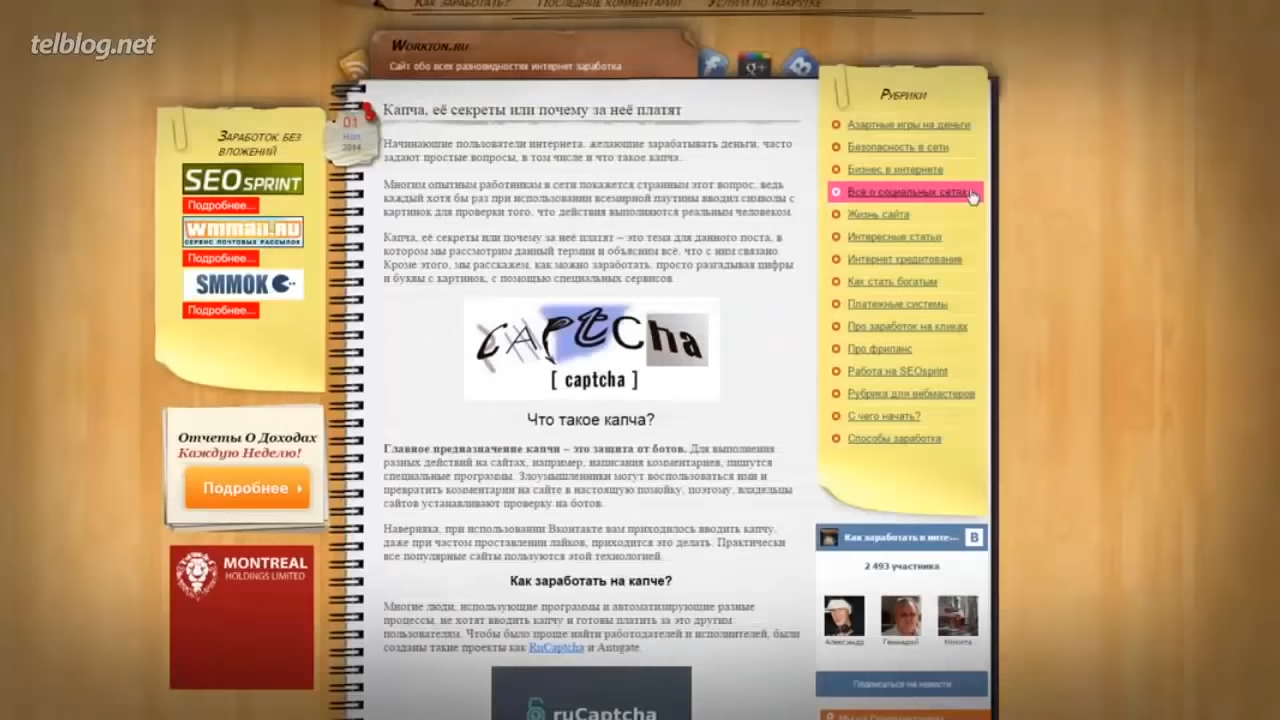 Как заработать? Последние комментарии Услуги по накрутке
telblog.net
Workion.ru
Сайт обо всех разновидностях интернет заработка
g+
B
Заработок без
вложений
SEOSPRINT
Подробнее...
wmmail.ru
СЕРВИС ПОЧТОВЫХ РАССЫЛОК
Подробнее...
SMMOK
Подробнее...
Отчеты О Доходах
Каждую Неделю!
Подробнее
MONTREAL
HOLDINGS LIMITED
01
ноя
2014
Капча, её секреты или почему за неё платят
Начинающие пользователи интернета, желающие зарабатывать деньги, часто
задают простые вопросы, в том числе и что такое капча.
Многим опытным работникам в сети покажется странным этот вопрос, ведь
каждый хотя бы раз при использовании всемирной паутины вводил символы с
картинок для проверки того, что действия выполняются реальным человеком.
Капча, её секреты или почему за неё платят – это тема для данного поста, в
котором мы рассмотрим данный термин и объясним всё, что с ним связано.
Кроме этого, мы расскажем, как можно заработать, просто разгадывая цифры
и буквы с картинок, с помощью специальных сервисов.
CAPTCha
[ captcha ]
Что такое капча?
Главное предназначение капчи – это защита от ботов. Для выполнения
разных действий на сайтах, например, написания комментариев, пишутся
специальные программы. Злоумышленники могут воспользоваться ими и
превратить комментарии на сайте в настоящую помойку, поэтому, владельцы
сайтов устанавливают проверку на ботов.
Наверняка, при использовании Вконтакте вам приходилось вводить капчу,
даже при частом проставлении лайков, приходится это делать. Практически
все популярные сайты пользуются этой технологией.
Как заработать на капче?
Многие люди, использующие программы и автоматизирующие разные
процессы, не хотят вводить капчу и готовы платить за это другим
пользователям. Чтобы было проще найти работодателей и исполнителей, были
созданы такие проекты как RuCaptcha и Antigate.
ruCaptcha
Рубрики
Азартные игры на деньги
Безопасность в сети
Бизнес в интернете
Всё о социальных сетях
Жизнь сайта
Интересные статьи
Интернет кредитование
Как стать богатым
Платежные системы
Про заработок на кликах
Про фриланс
Работа на SEOsprint
Рубрика для вебмастеров
С чего начать?
Способы заработка
Как заработать в инте...
B
2 493 участника
Александр Геннадий Никита
Подписаться на новости